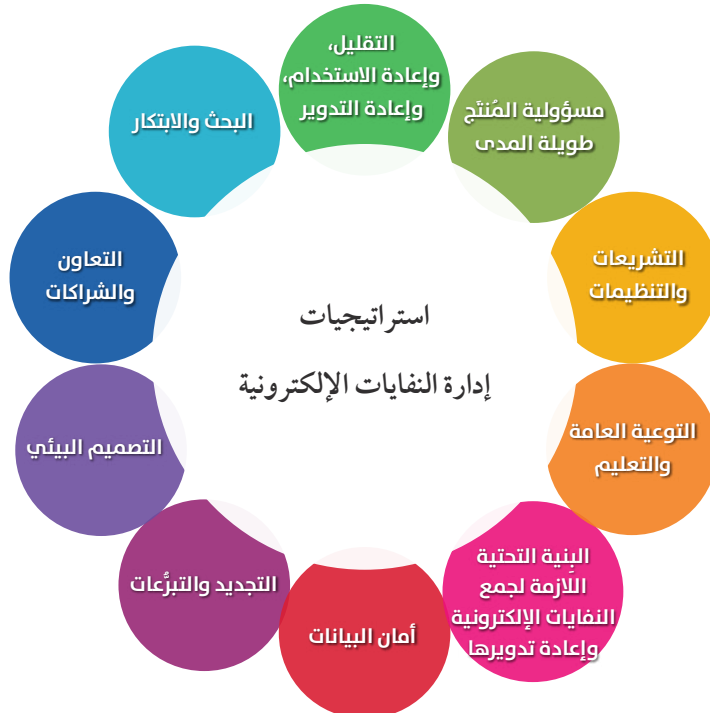 التقليل،
وإعادة الاستخدام،
وإعادة التدوير
مسؤولية المُنتَج
طويلة المدى
التشريعات
والتنظيمات
التوعية العامة
والتعليم
البِنية التحتية
اللازمة لجمع
النفايات الإلكترونية
وإعادة تدويرها
أمان البيانات
التجديد والتبرُّعات
التصميم البيئي
التعاون
والشراكات
البحث والابتكار
استراتيجيات
إدارة النفايات الإلكترونية